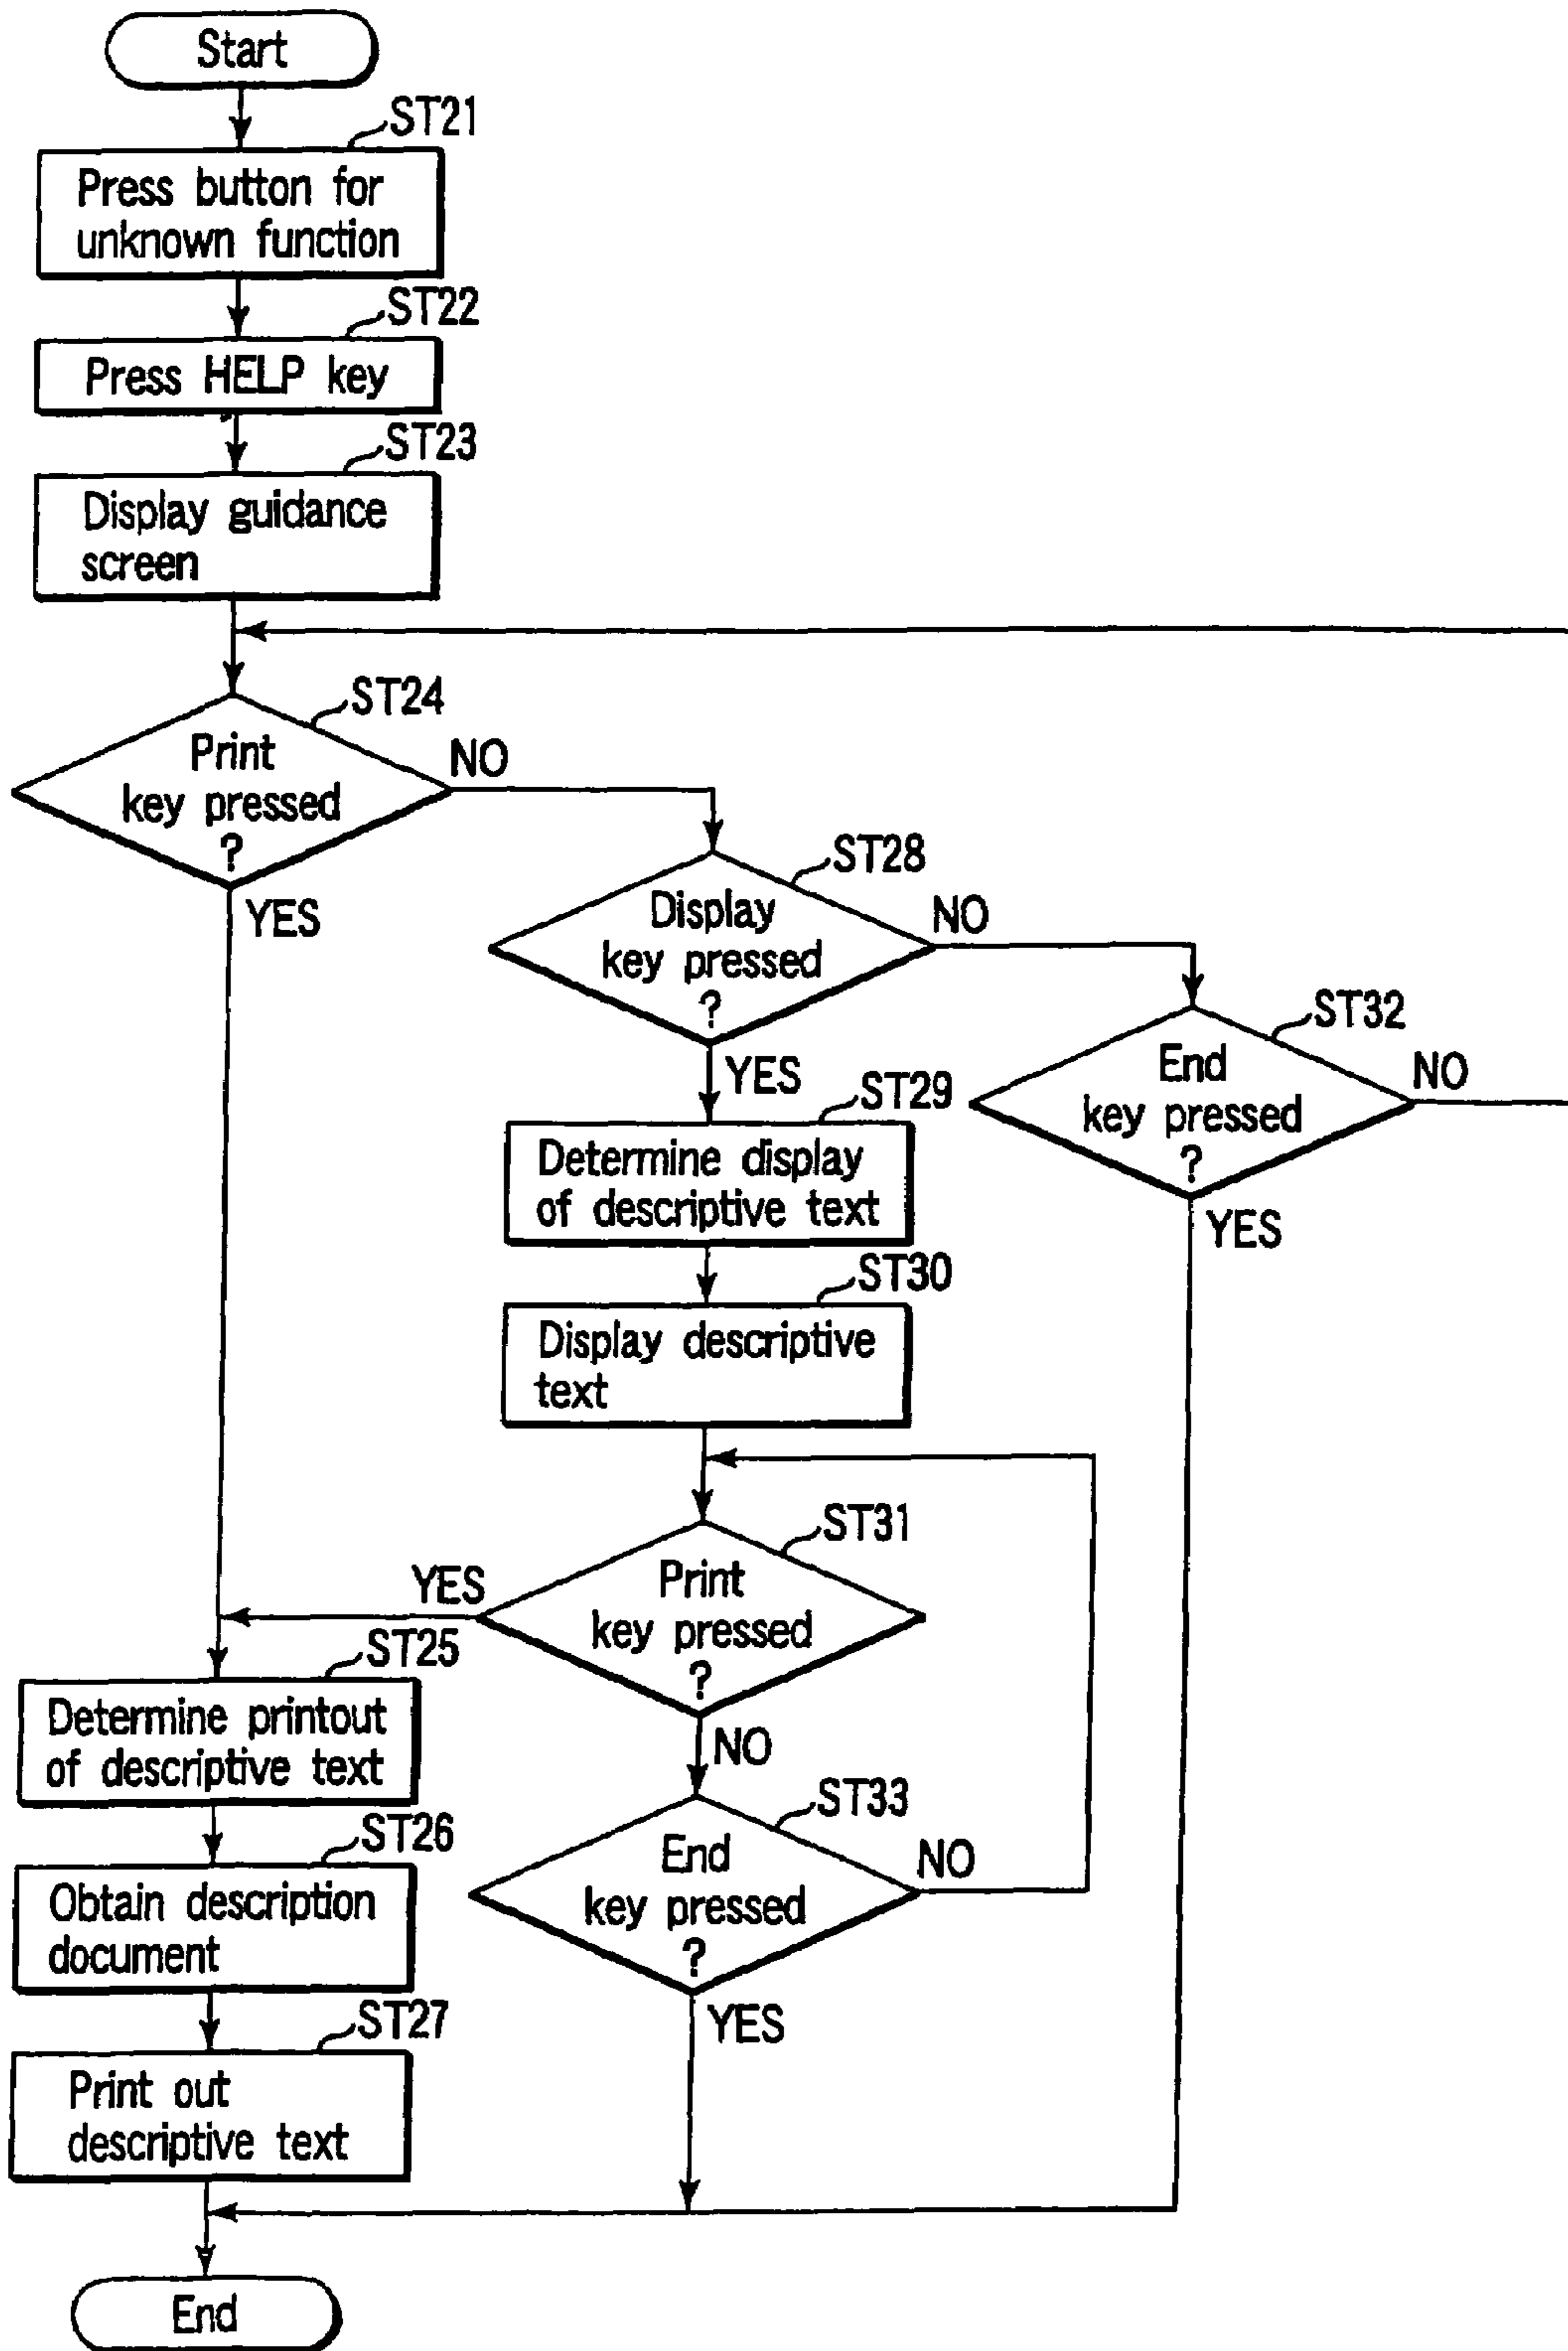 Start
ST21
Press button for
unknown function
ST22
Press HELP key
ST23
Display guidance
screen
ST24
Print
key pressed
?
NO
YES
ST28
Display
key pressed
?
NO
YES
ST32
End
key pressed
?
NO
YES
ST29
Determine display
of descriptive text
ST30
Display descriptive
text
ST31
Print
key pressed
?
YES
NO
ST25
Determine printout
of descriptive text
ST33
End
key pressed
?
NO
YES
ST26
Obtain description
document
ST27
Print out
descriptive text
End